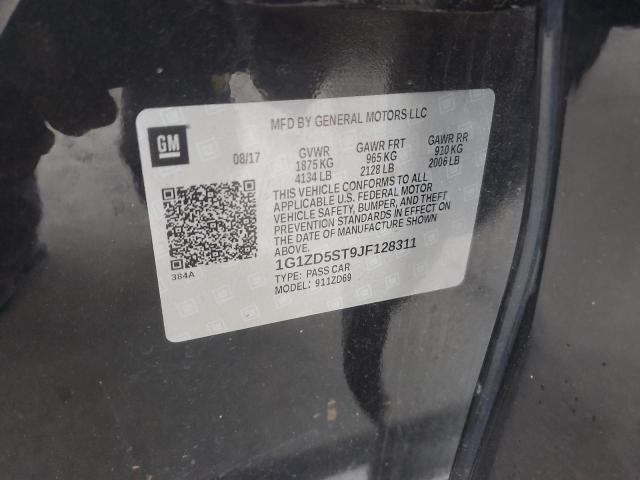 MFD BY GENERAL MOTORS LLC
GM
08/17 GVWR GAWR FRT GAWR RR
1875 KG 965 KG 910 KG
4134 LB 2128 LB 2006 LB
THIS VEHICLE CONFORMS TO ALL
APPLICABLE U.S. FEDERAL MOTOR
VEHICLE SAFETY, BUMPER, AND THEFT
PREVENTION STANDARDS IN EFFECT ON
THE DATE OF MANUFACTURE SHOWN
ABOVE.
384A
1G1ZD5ST9JF128311
TYPE: PASS CAR
MODEL: 911ZD69